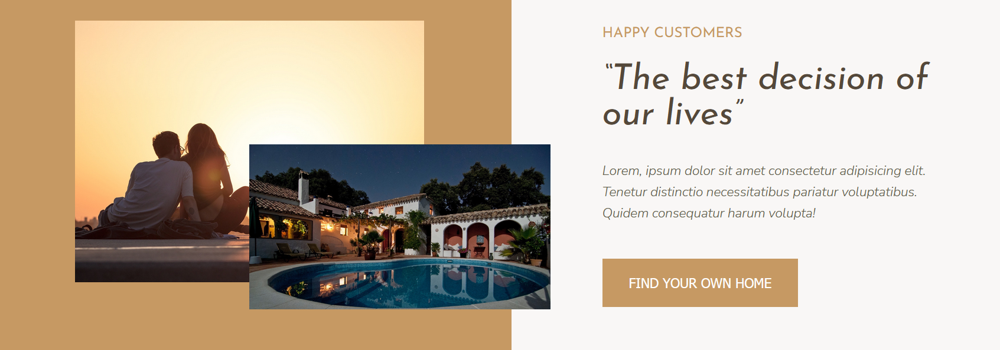 HAPPY CUSTOMERS
“The best decision of
our lives”
Lorem, ipsum dolor sit amet consectetur adipisicing elit.
Tenetur distinctio necessitatibus pariatur voluptatibus.
Quidem consequatur harum volupta!
FIND YOUR OWN HOME